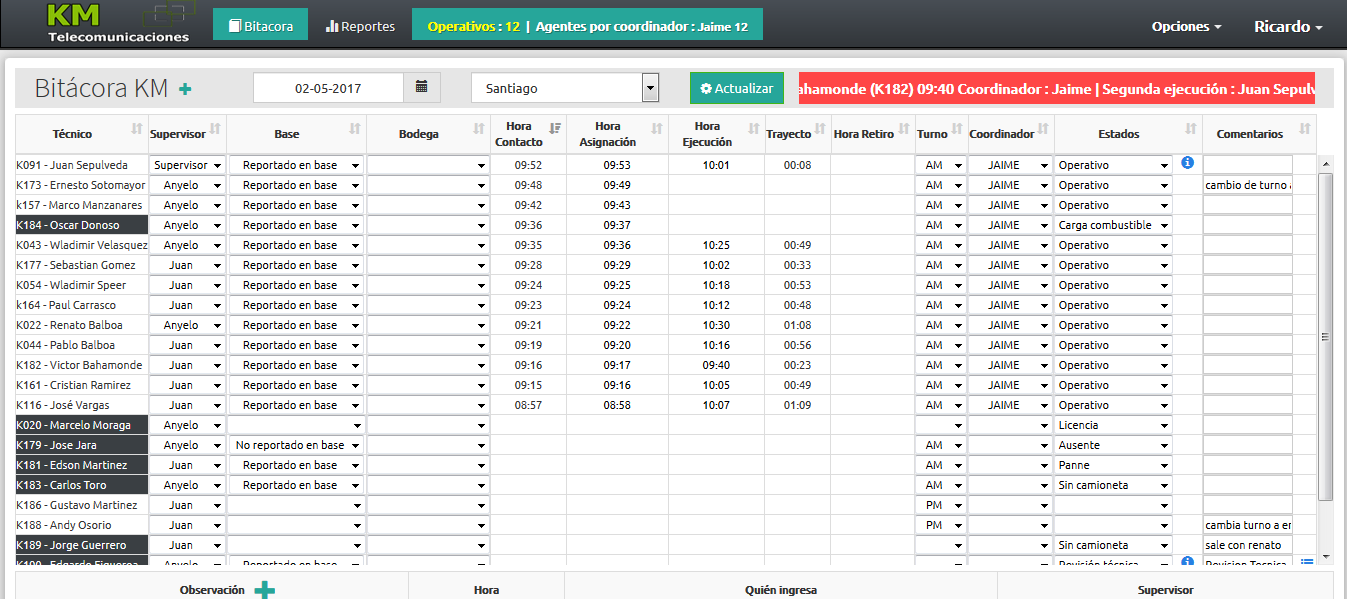 KM
Telecomunicaciones
Bitacora Reportes Operativos : 12 | Agentes por coordinador : Jaime 12 Opciones Ricardo
Bitácora KM + 02-05-2017 Santiago Actualizar ahamonde (K182) 09:40 Coordinador : Jaime | Segunda ejecución : Juan Sepulv
Técnico Supervisor Base Bodega Hora Contacto Hora Asignación Hora Ejecución Trayecto Hora Retiro Turno Coordinador Estados Comentarios
K091 - Juan Sepulveda Supervisor Reportado en base 09:52 09:53 10:01 00:08 AM JAIME Operativo
K173 - Ernesto Sotomayor Anyelo Reportado en base 09:48 09:49 AM JAIME Operativo cambio de turno a
k157 - Marco Manzanares Anyelo Reportado en base 09:42 09:43 AM JAIME Operativo
K184 - Oscar Donoso Anyelo Reportado en base 09:36 09:37 AM JAIME Carga combustible
K043 - Wladimir Velasquez Anyelo Reportado en base 09:35 09:36 10:25 00:49 AM JAIME Operativo
K177 - Sebastian Gomez Juan Reportado en base 09:28 09:29 10:02 00:33 AM JAIME Operativo
K054 - Wladimir Speer Juan Reportado en base 09:24 09:25 10:18 00:53 AM JAIME Operativo
k164 - Paul Carrasco Juan Reportado en base 09:23 09:24 10:12 00:48 AM JAIME Operativo
K022 - Renato Balboa Anyelo Reportado en base 09:21 09:22 10:30 01:08 AM JAIME Operativo
K044 - Pablo Balboa Juan Reportado en base 09:19 09:20 10:16 00:56 AM JAIME Operativo
K182 - Victor Bahamonde Juan Reportado en base 09:16 09:17 09:40 00:23 AM JAIME Operativo
K161 - Cristian Ramirez Juan Reportado en base 09:15 09:16 10:05 00:49 AM JAIME Operativo
K116 - José Vargas Juan Reportado en base 08:57 08:58 10:07 01:09 AM JAIME Operativo
K020 - Marcelo Moraga Anyelo Licencia
K179 - Jose Jara Anyelo No reportado en base AM Ausente
K181 - Edson Martinez Juan Reportado en base AM Panne
K183 - Carlos Toro Anyelo Reportado en base AM Sin camioneta
K186 - Gustavo Martinez Juan PM
K188 - Andy Osorio Juan PM cambia turno a en
K189 - Jorge Guerrero Juan Sin camioneta sale con renato
K190 - Edgardo Figueroa Anyelo Reportado en base AM Revisión técnica Revision Tecnica
Observación + Hora Quién ingresa Supervisor